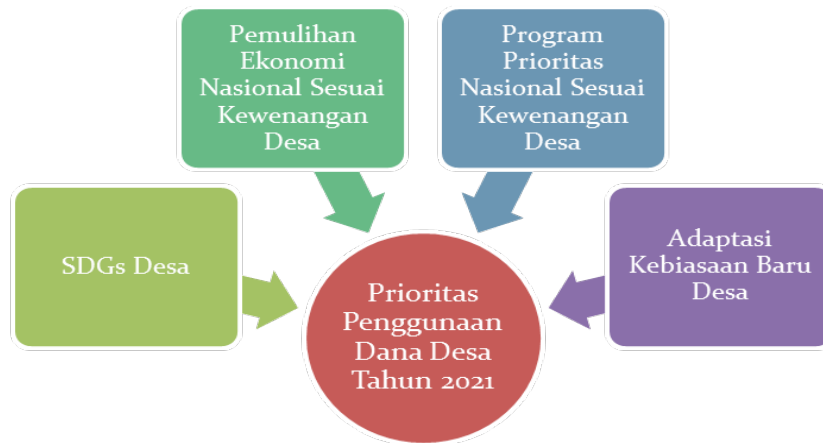 Pemulihan
Ekonomi
Nasional Sesuai
Kewenangan
Desa
Program
Prioritas
Nasional Sesuai
Kewenangan
Desa
SDGs Desa
Adaptasi
Kebiasaan Baru
Desa
Prioritas
Penggunaan
Dana Desa
Tahun 2021